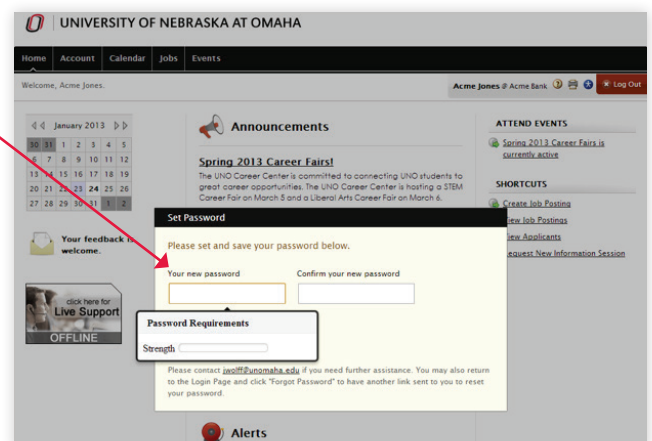 UNIVERSITY OF NEBRASKA AT OMAHA
Home Account Calendar Jobs Events
Welcome, Acme Jones.
Acme Jones @ Acme Bank
Log Out
January 2013
30 31 1 2 3 4 5
6 7 8 9 10 11 12
13 14 15 16 17 18 19
20 21 22 23 24 25 26
27 28 29 30 31 1 2
Your feedback is
welcome.
click here for
Live Support
OFFLINE
Announcements
Spring 2013 Career Fairs!
The UNO Career Center is committed to connecting UNO students to
great career opportunities. The UNO Career Center is hosting a STEM
Career Fair on March 5 and a Liberal Arts Career Fair on March 6.
ATTEND EVENTS
Spring 2013 Career Fairs is
currently active
SHORTCUTS
Create Job Posting
View Job Postings
View Applicants
Request New Information Session
Set Password
Please set and save your password below.
Your new password
Confirm your new password
Password Requirements
Strength
Please contact jwolff@unomaha.edu if you need further assistance. You may also return
to the Login Page and click "Forgot Password" to have another link sent to you to reset
your password.
Alerts